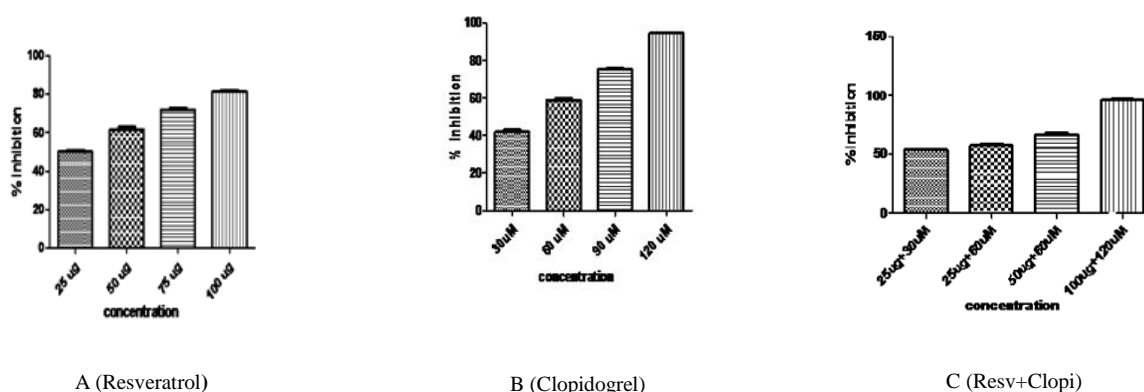 % Inhibition
100
80
60
40
20
0
25 ug
50 ug
75 ug
100 ug
concentration
A (Resveratrol)
% Inhibition
100
80
60
40
20
0
30uM
60 uM
90 uM
120 uM
concentration
B (Clopidogrel)
%Inhibition
150
100
50
0
25ug+30uM
25ug+60uM
50ug+60uM
100ug+120uM
concentration
C (Resv+Clopi)